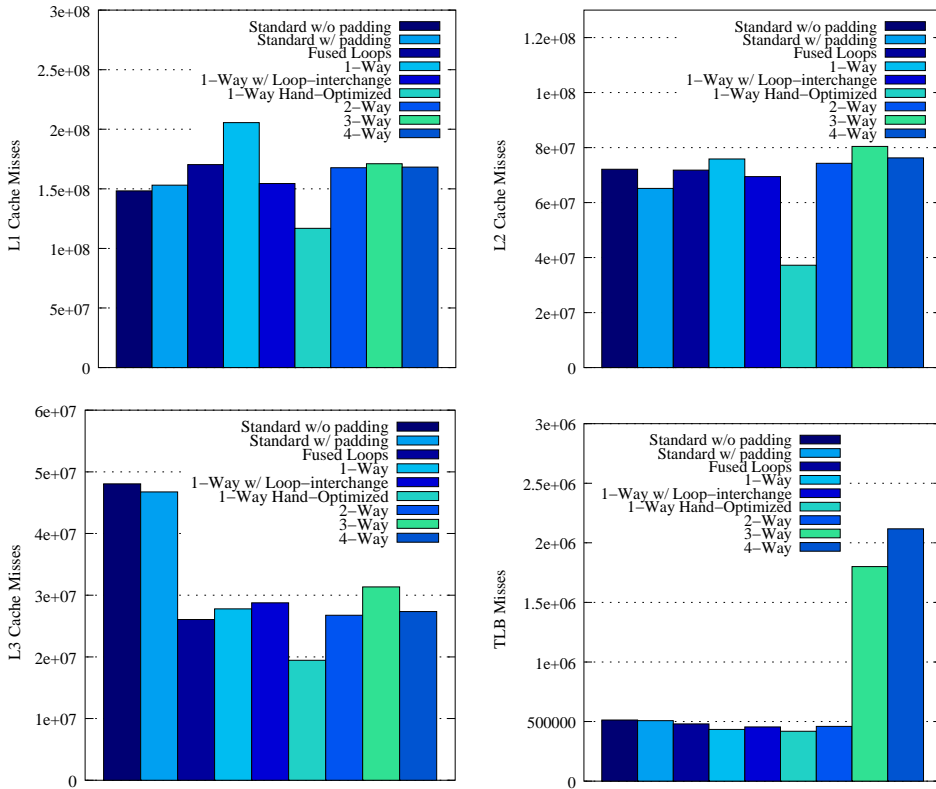 L1 Cache Misses
3e+08
2.5e+08
2e+08
1.5e+08
1e+08
5e+07
0
Standard w/o padding
Standard w/ padding
Fused Loops
1−Way
1−Way w/ Loop−interchange
1−Way Hand−Optimized
2−Way
3−Way
4−Way
L2 Cache Misses
1.2e+08
1e+08
8e+07
6e+07
4e+07
2e+07
0
Standard w/o padding
Standard w/ padding
Fused Loops
1−Way
1−Way w/ Loop−interchange
1−Way Hand−Optimized
2−Way
3−Way
4−Way
L3 Cache Misses
6e+07
5e+07
4e+07
3e+07
2e+07
1e+07
0
Standard w/o padding
Standard w/ padding
Fused Loops
1−Way
1−Way w/ Loop−interchange
1−Way Hand−Optimized
2−Way
3−Way
4−Way
TLB Misses
3e+06
2.5e+06
2e+06
1.5e+06
1e+06
500000
0
Standard w/o padding
Standard w/ padding
Fused Loops
1−Way
1−Way w/ Loop−interchange
1−Way Hand−Optimized
2−Way
3−Way
4−Way